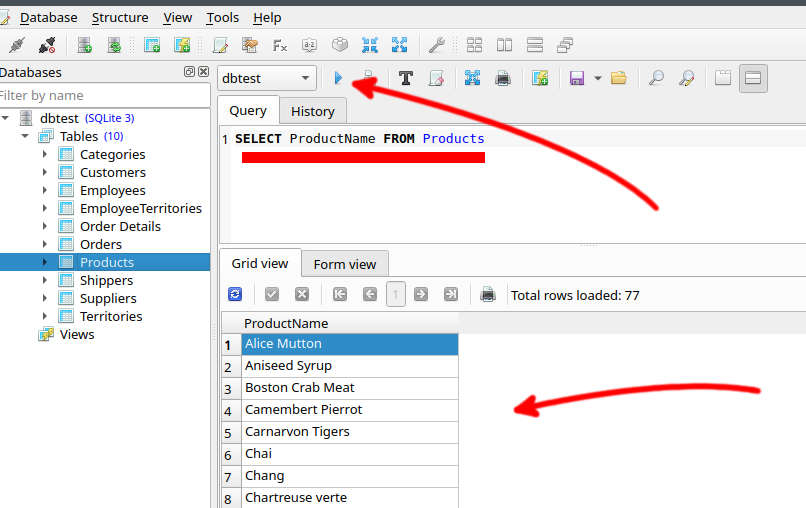 Database Structure View Tools Help
Databases
Filter by name
dbtest (SQLite 3)
Tables (10)
Categories
Customers
Employees
EmployeeTerritories
Order Details
Orders
Products
Shippers
Suppliers
Territories
Views
dbtest
Query History
1 SELECT ProductName FROM Products
Grid view Form view
1 Total rows loaded: 77
ProductName
1 Alice Mutton
2 Aniseed Syrup
3 Boston Crab Meat
4 Camembert Pierrot
5 Carnarvon Tigers
6 Chai
7 Chang
8 Chartreuse verte